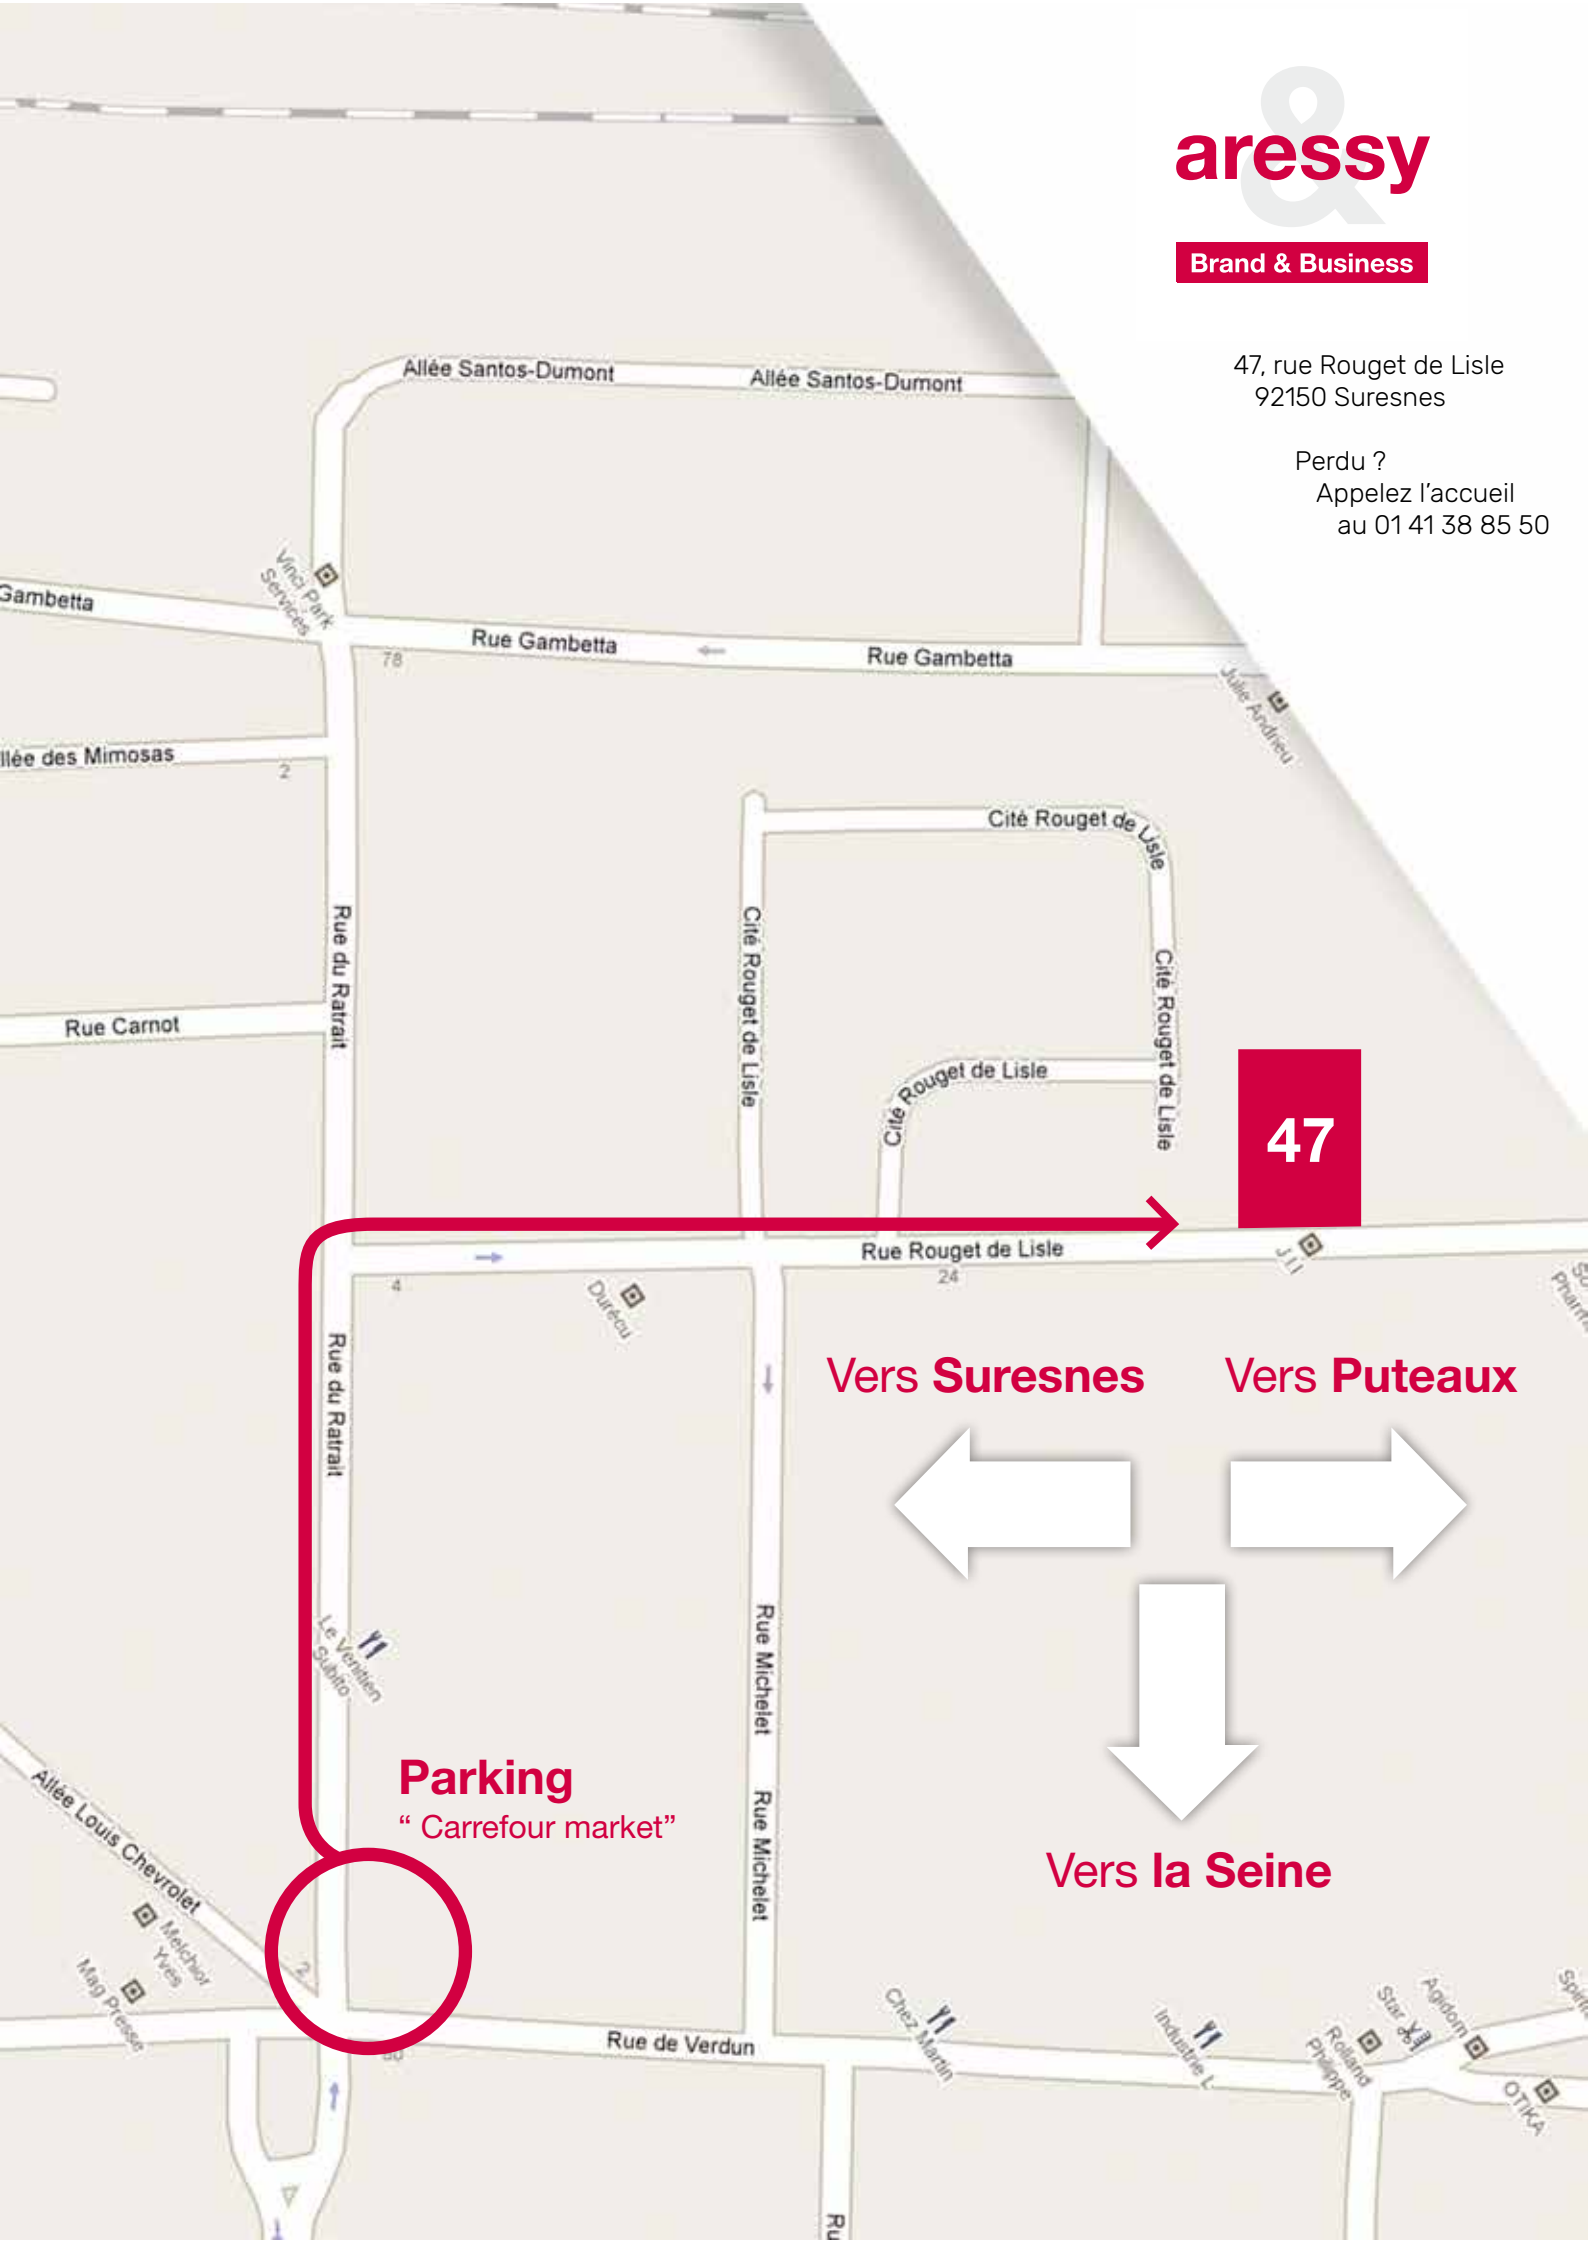 &
aressy
Brand & Business
47, rue Rouget de Lisle
92150 Suresnes
Perdu ?
Appelez l'accueil
au 01 41 38 85 50
Allée Santos-Dumont
Allée Santos-Dumont
Vinci Park
Services
Gambetta
78
Rue Gambetta
Rue Gambetta
Julie Andrieu
llée des Mimosas
2
Cité Rouget de Lisle
Rue du Ratrait
Cité Rouget de Lisle
Cité Rouget de Lisle
Rue Carnot
Cité Rouget de Lisle
47
Rue Rouget de Lisle
4
24
J I I
Durécu
Pharm
Rue du Ratrait
Vers Suresnes
Vers Puteaux
Le Venitien
Subito
Rue Michelet
Parking
“ Carrefour market”
Allée Louis Chevrolet
Rue Michelet
Vers la Seine
Melchior
Yves
2
Mag Presse
Rue de Verdun
Chez Martin
Industrie L
Rolland
Philippe
Star
Agidom
OTIKA
Ru